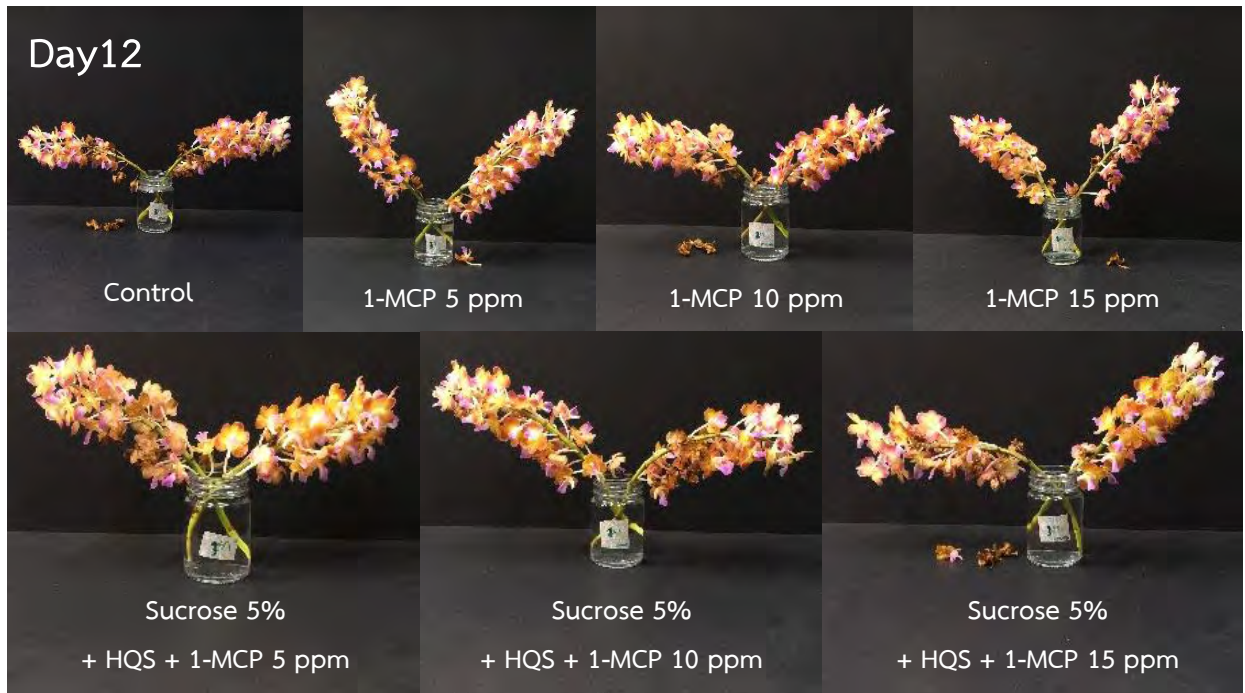 Day12
Control
1-MCP 5 ppm
1-MCP 10 ppm
1-MCP 15 ppm
Sucrose 5%
+ HQS + 1-MCP 5 ppm
Sucrose 5%
+ HQS + 1-MCP 10 ppm
Sucrose 5%
+ HQS + 1-MCP 15 ppm